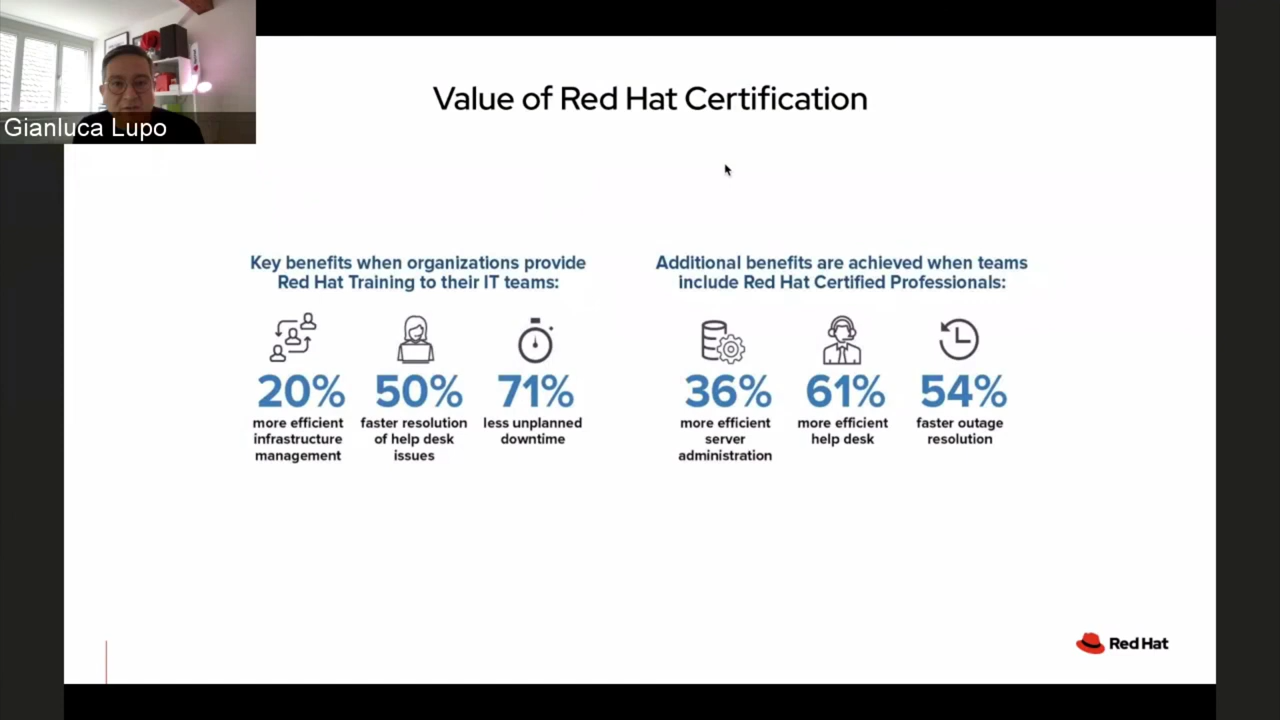 Gianluca Lupo
Value of Red Hat Certification
Key benefits when organizations provide
Red Hat Training to their IT teams:
20%
more efficient
infrastructure
management
50%
faster resolution
of help desk
issues
71%
less unplanned
downtime
Additional benefits are achieved when teams
include Red Hat Certified Professionals:
36%
more efficient
server
administration
61%
more efficient
help desk
54%
faster outage
resolution
Red Hat